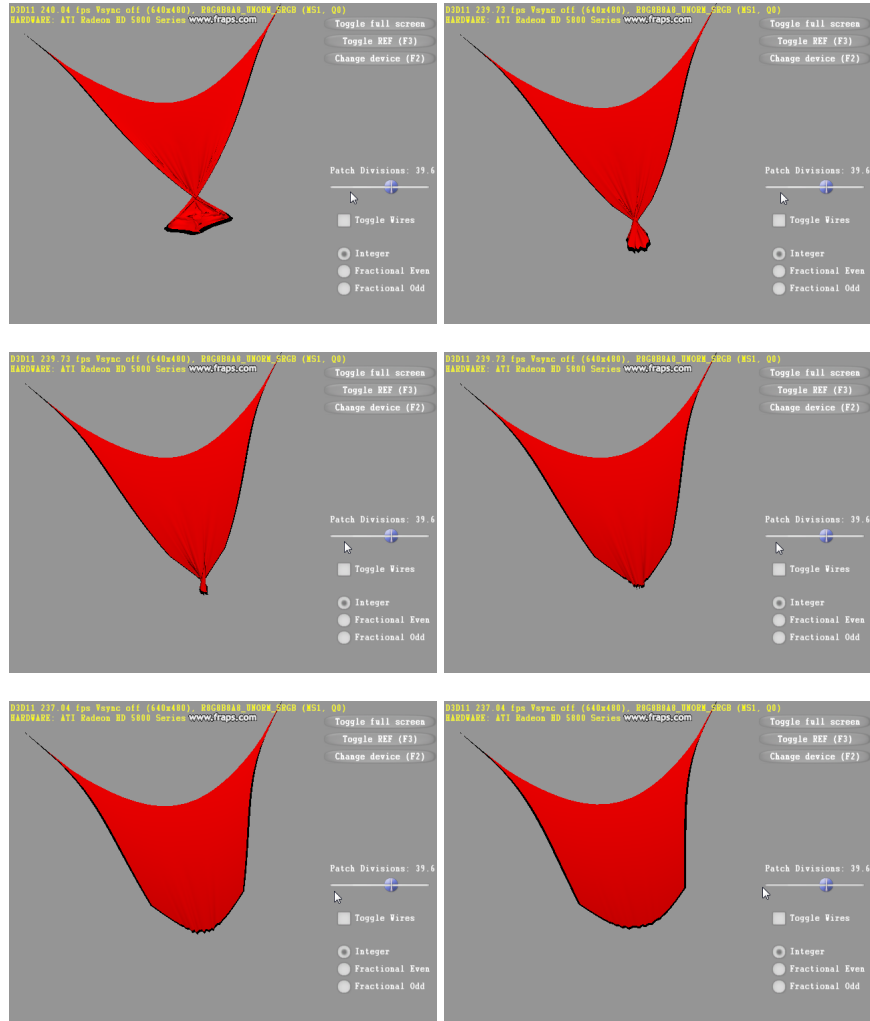 D3D11 240.04 fps Vsync off (640x480), R8G8B8A8_UNORM_SRGB (MS1, Q0)
HARDWARE: ATI Radeon HD 5800 Series www.fraps.com
Toggle full screen
Toggle REF (F3)
Change device (F2)
Patch Divisions: 39.6
Toggle Wires
Integer
Fractional Even
Fractional Odd
D3D11 239.73 fps Vsync off (640x480), R8G8B8A8_UNORM_SRGB (MS1, Q0)
HARDWARE: ATI Radeon HD 5800 Series www.fraps.com
Toggle full screen
Toggle REF (F3)
Change device (F2)
Patch Divisions: 39.6
Toggle Wires
Integer
Fractional Even
Fractional Odd
D3D11 239.73 fps Vsync off (640x480), R8G8B8A8_UNORM_SRGB (MS1, Q0)
HARDWARE: ATI Radeon HD 5800 Series www.fraps.com
Toggle full screen
Toggle REF (F3)
Change device (F2)
Patch Divisions: 39.6
Toggle Wires
Integer
Fractional Even
Fractional Odd
D3D11 239.73 fps Vsync off (640x480), R8G8B8A8_UNORM_SRGB (MS1, Q0)
HARDWARE: ATI Radeon HD 5800 Series www.fraps.com
Toggle full screen
Toggle REF (F3)
Change device (F2)
Patch Divisions: 39.6
Toggle Wires
Integer
Fractional Even
Fractional Odd
D3D11 237.04 fps Vsync off (640x480), R8G8B8A8_UNORM_SRGB (MS1, Q0)
HARDWARE: ATI Radeon HD 5800 Series www.fraps.com
Toggle full screen
Toggle REF (F3)
Change device (F2)
Patch Divisions: 39.6
Toggle Wires
Integer
Fractional Even
Fractional Odd
D3D11 237.04 fps Vsync off (640x480), R8G8B8A8_UNORM_SRGB (MS1, Q0)
HARDWARE: ATI Radeon HD 5800 Series www.fraps.com
Toggle full screen
Toggle REF (F3)
Change device (F2)
Patch Divisions: 39.6
Toggle Wires
Integer
Fractional Even
Fractional Odd